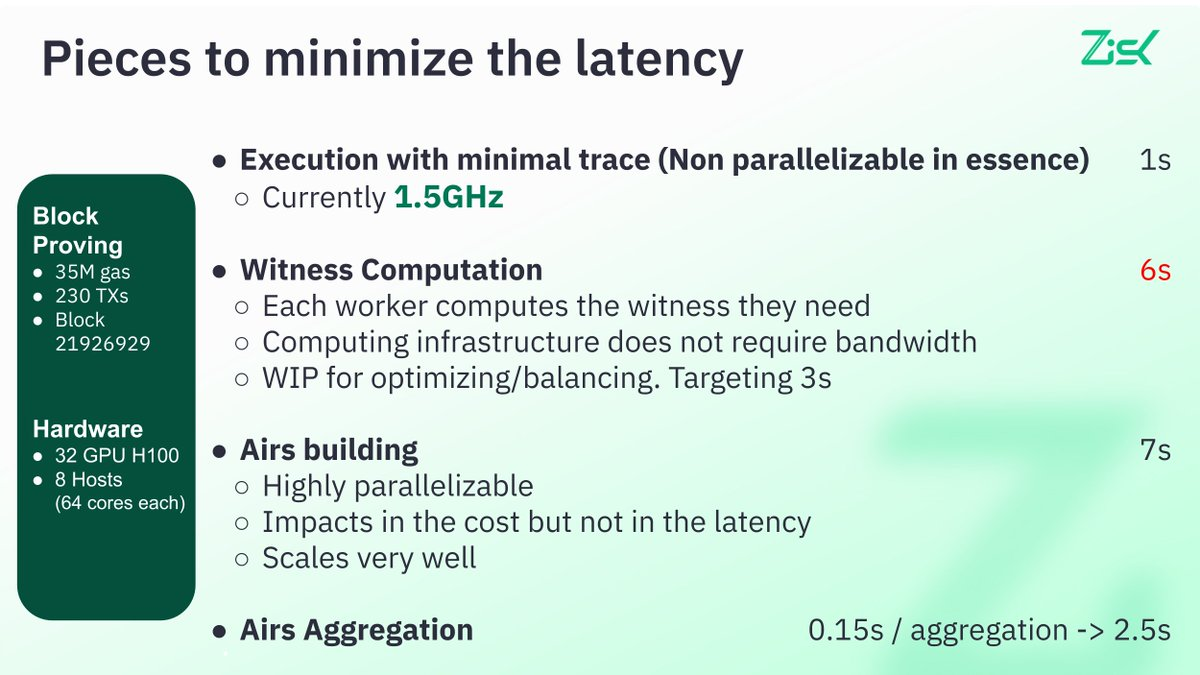 Pieces to minimize the latency
ZisK
● Execution with minimal trace (Non parallelizable in essence) 1s
○ Currently 1.5GHz
● Witness Computation 6s
○ Each worker computes the witness they need
○ Computing infrastructure does not require bandwidth
○ WIP for optimizing/balancing. Targeting 3s
● Airs building 7s
○ Highly parallelizable
○ Impacts in the cost but not in the latency
○ Scales very well
● Airs Aggregation 0.15s / aggregation -> 2.5s
Block
Proving
● 35M gas
● 230 TXs
● Block
21926929
Hardware
● 32 GPU H100
● 8 Hosts
(64 cores each)